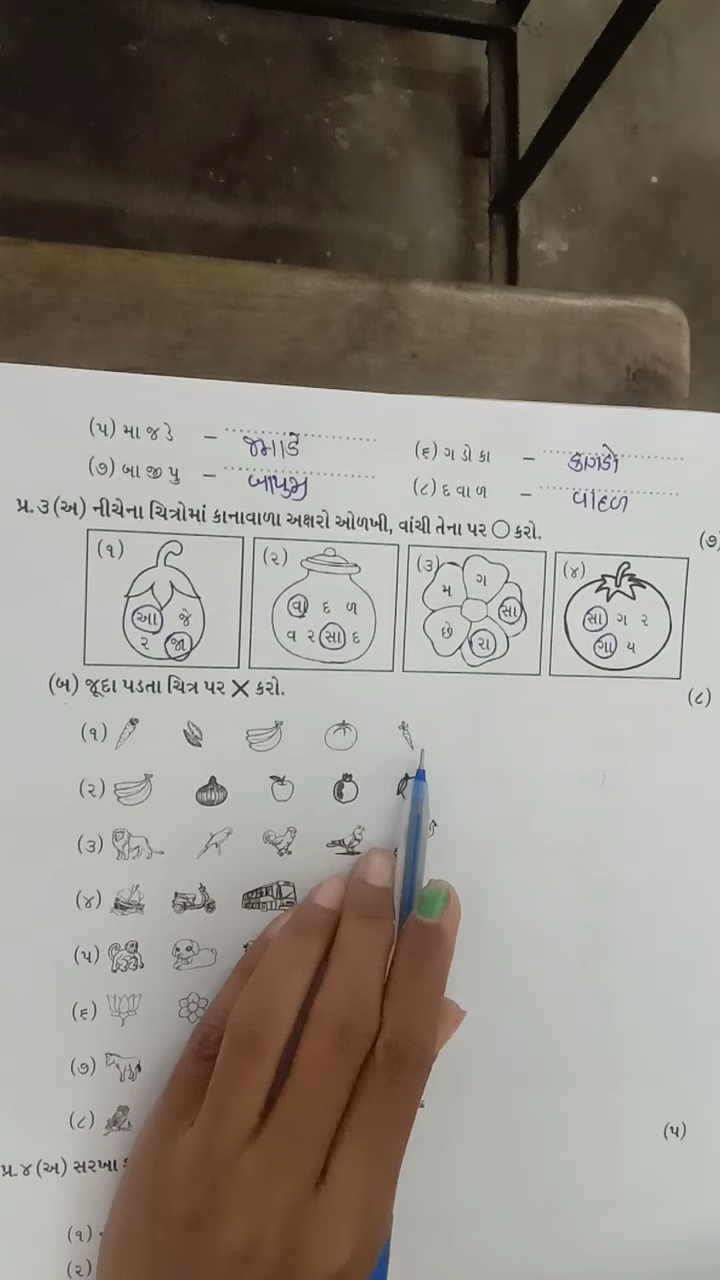 (૫) મા જ ડે – જમાડે (૬) ગ ડો કા – કાગડો
(૭) બા જી પુ – બાપુજી (૮) દ વા ળ – વાદળ
પ્ર.૩ (અ) નીચેના ચિત્રોમાં કાનાવાળા અક્ષરો ઓળખી, વાંચી તેના પર ○ કરો. (૭)
(૧) (૨) (૩) (૪)
આ જે વા દ ળ મ ગ સા સા ગ ર
ર જા વ ર સા દ છે રા ગા ય
(બ) જૂદા પડતા ચિત્ર પર ✕ કરો. (૮)
(૧)
(૨)
(૩)
(૪)
(૫)
(૬)
(૭)
(૮)
(૫)
પ્ર.૪ (અ) સરખા
(૧)
(૨)